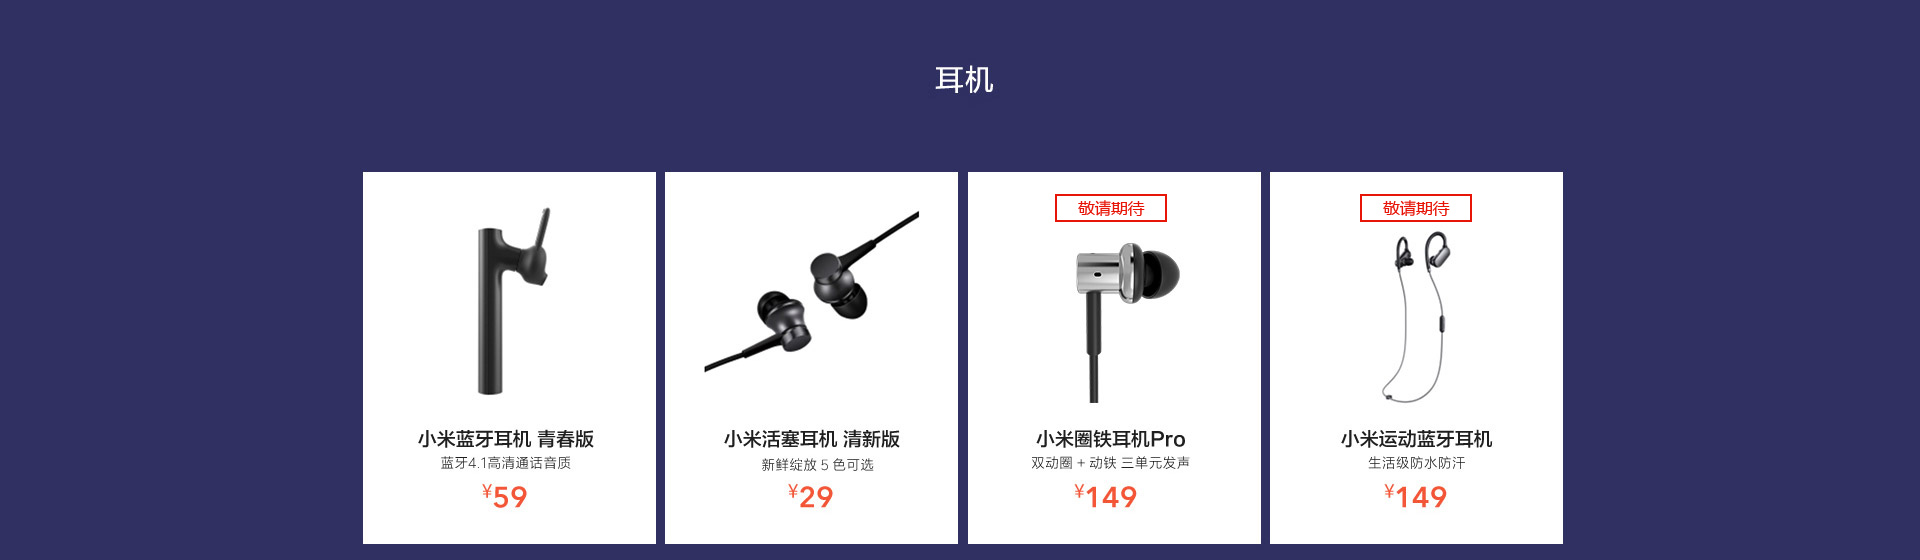 耳机
小米蓝牙耳机 青春版
蓝牙4.1高清通话音质
¥59
小米活塞耳机 清新版
新鲜绽放 5 色可选
¥29
敬请期待
小米圈铁耳机Pro
双动圈 + 动铁 三单元发声
¥149
敬请期待
小米运动蓝牙耳机
生活级防水防汗
¥149